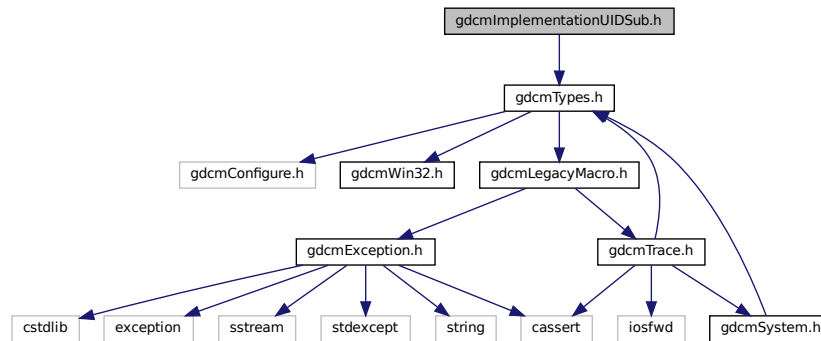 gdcmImplementationUIDSub.h
gdcmTypes.h
gdcmConfigure.h
gdcmWin32.h
gdcmLegacyMacro.h
gdcmException.h
gdcmTrace.h
cstdlib
exception
sstream
stdexcept
string
cassert
iosfwd
gdcmSystem.h